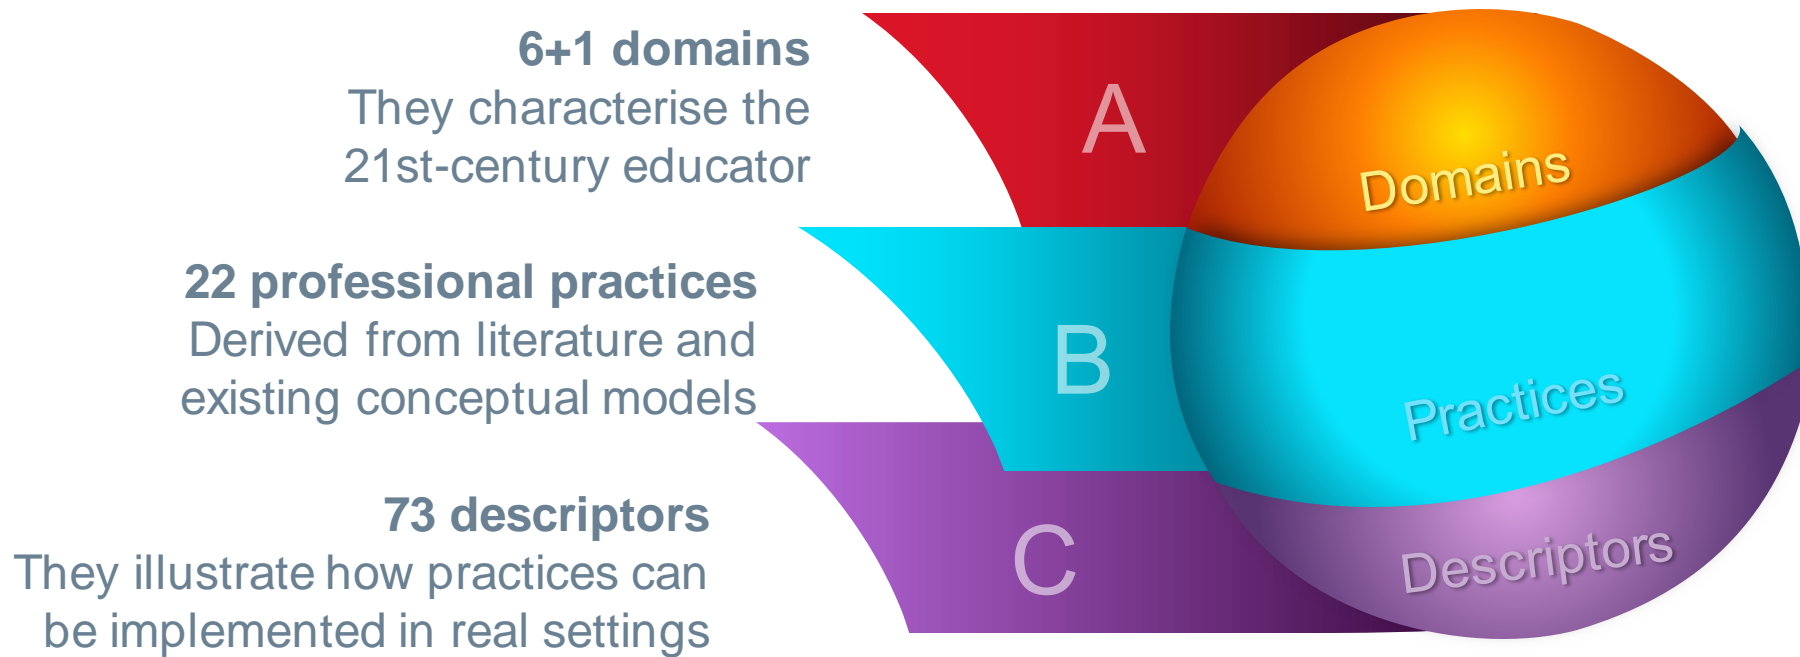 6+1 domains
They characterise the
21st-century educator
A
Domains
22 professional practices
Derived from literature and
existing conceptual models
B
Practices
73 descriptors
They illustrate how practices can
be implemented in real settings
C
Descriptors